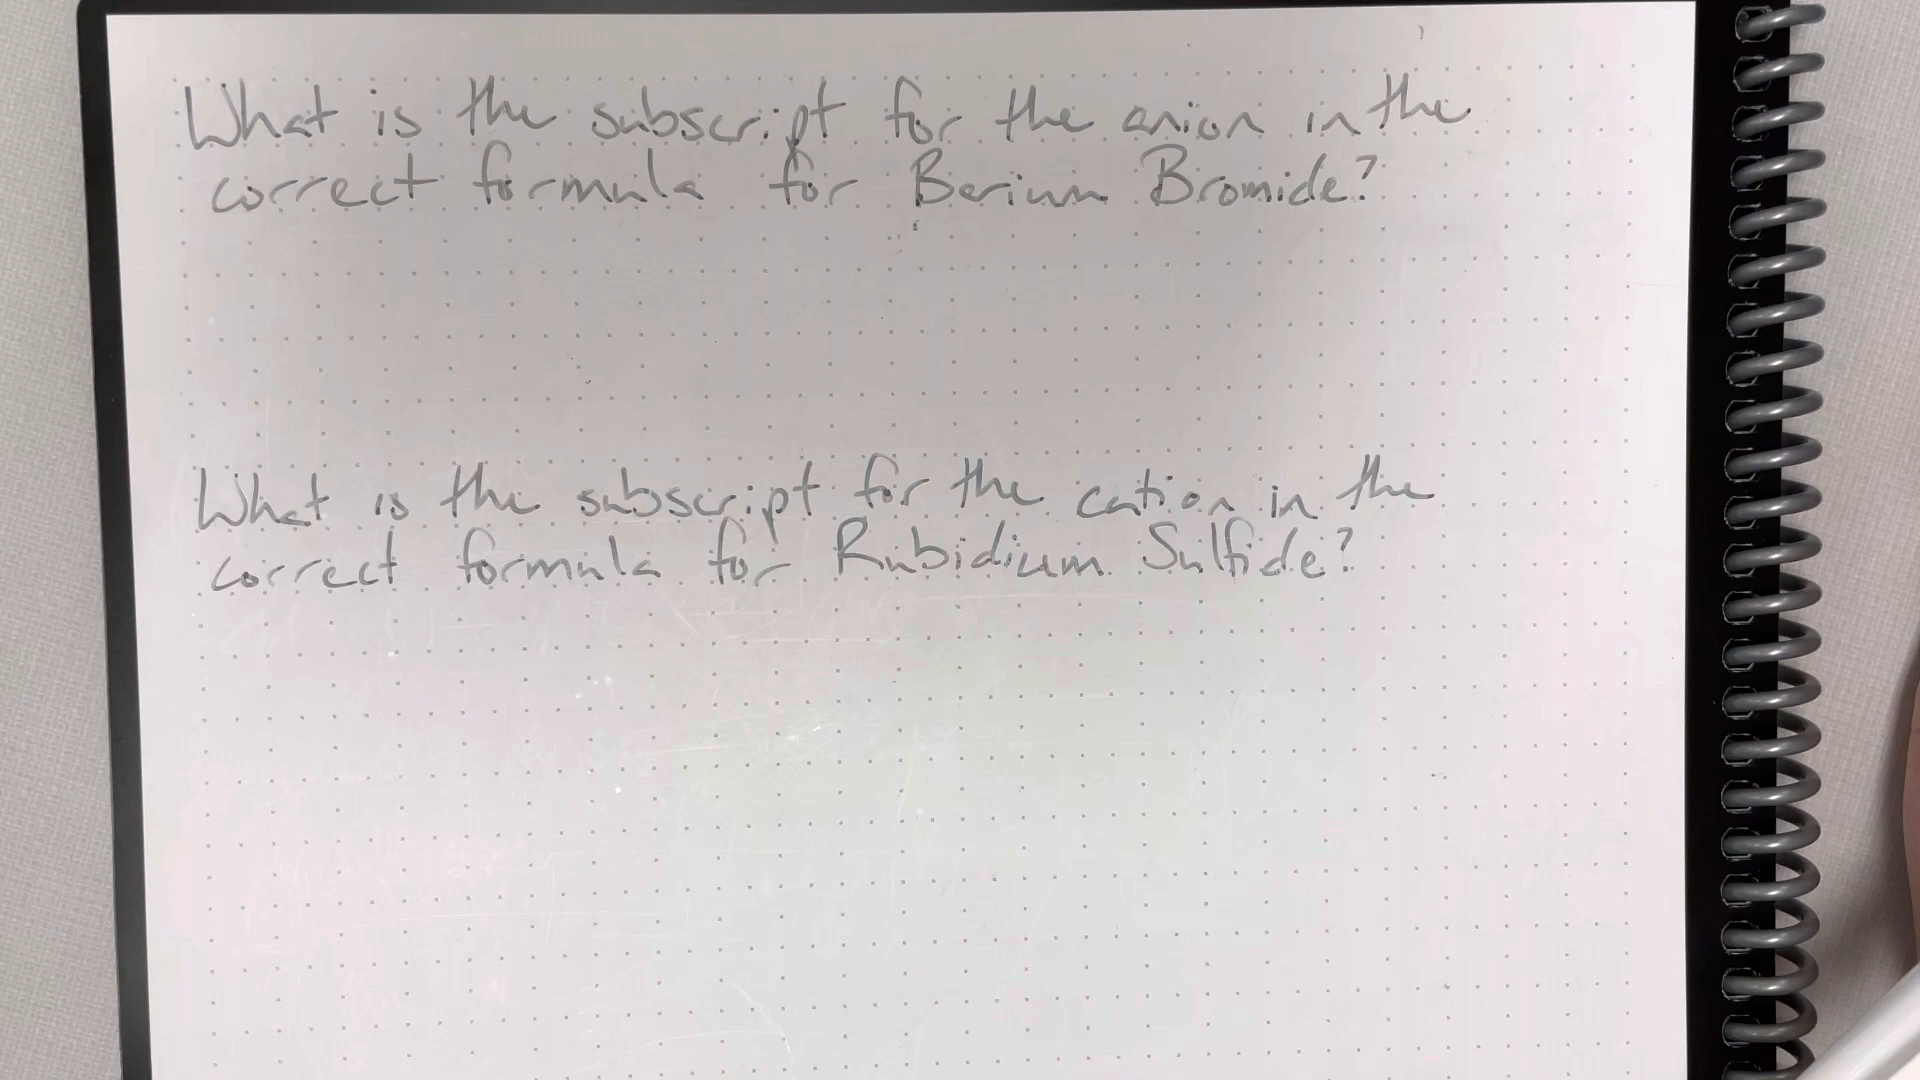 What is the subscript for the anion in the
correct formula for Barium Bromide?
What is the subscript for the cation in the
correct formula for Rubidium Sulfide?